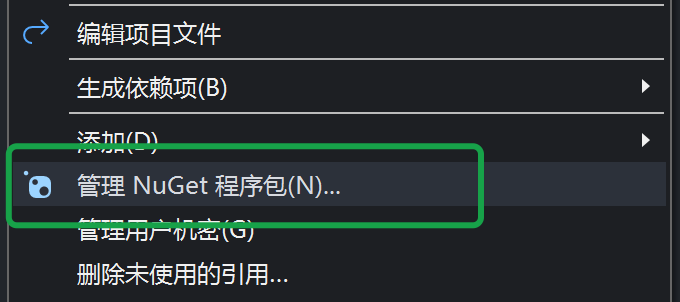 编辑项目文件
生成依赖项(B)
添加(D)
管理 NuGet 程序包(N)...
管理用户机密(G)
删除未使用的引用...